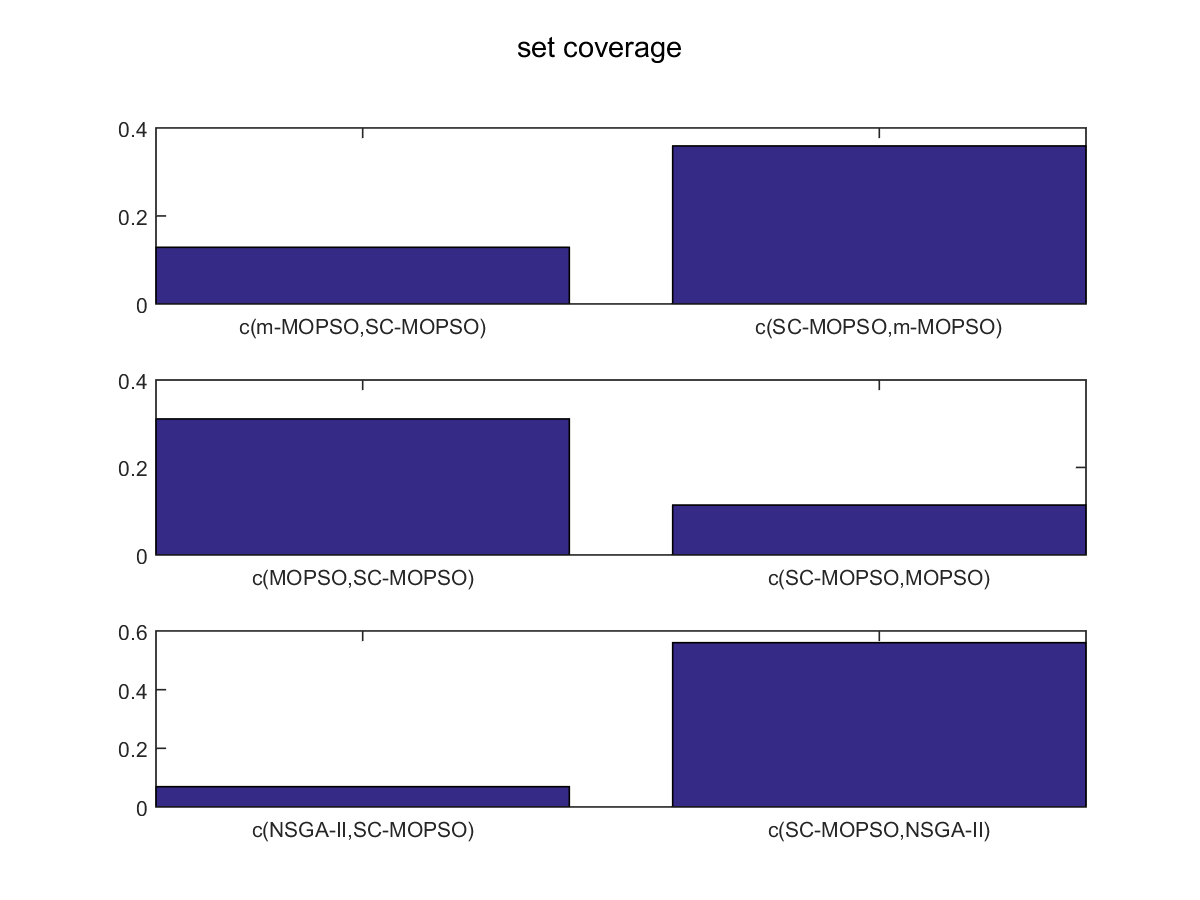 set coverage
0.4
0.2
0
c(m-MOPSO,SC-MOPSO) c(SC-MOPSO,m-MOPSO)
0.4
0.2
0
c(MOPSO,SC-MOPSO) c(SC-MOPSO,MOPSO)
0.6
0.4
0.2
0
c(NSGA-II,SC-MOPSO) c(SC-MOPSO,NSGA-II)